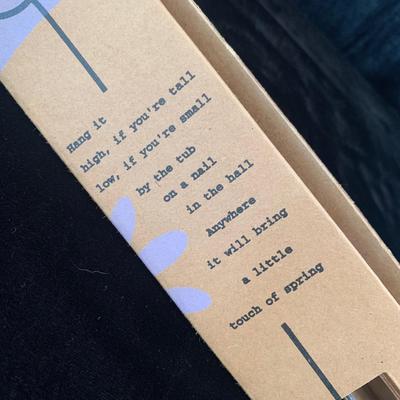 Hang it
high, if you're tall
low, if you're small
by the tub
on a nail
in the hall
Anywhere
it will bring
a little
touch of spring